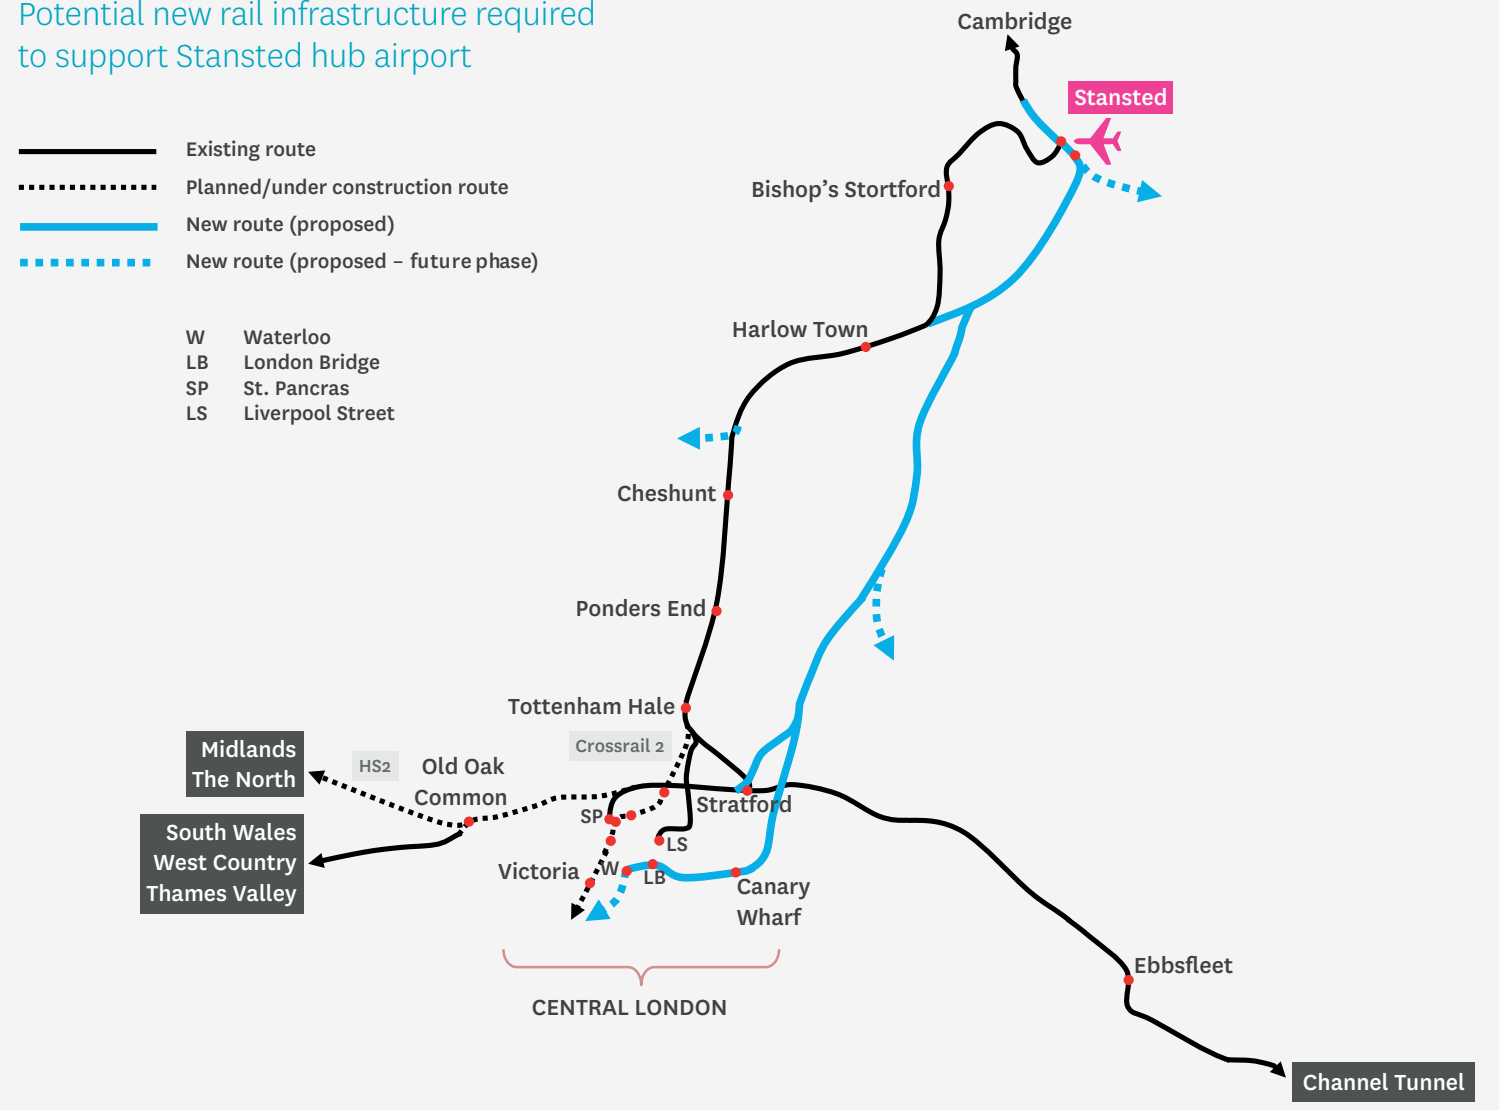 Potential new rail infrastructure required
to support Stansted hub airport
Existing route
Planned/under construction route
New route (proposed)
New route (proposed – future phase)
W Waterloo
LB London Bridge
SP St. Pancras
LS Liverpool Street
Cambridge
Stansted
Bishop's Stortford
Harlow Town
Cheshunt
Ponders End
Tottenham Hale
Crossrail 2
Midlands
The North
HS2
Old Oak
Common
Stratford
SP
South Wales
West Country
Thames Valley
LS
Victoria
W
LB
Canary
Wharf
Ebbsfleet
CENTRAL LONDON
Channel Tunnel